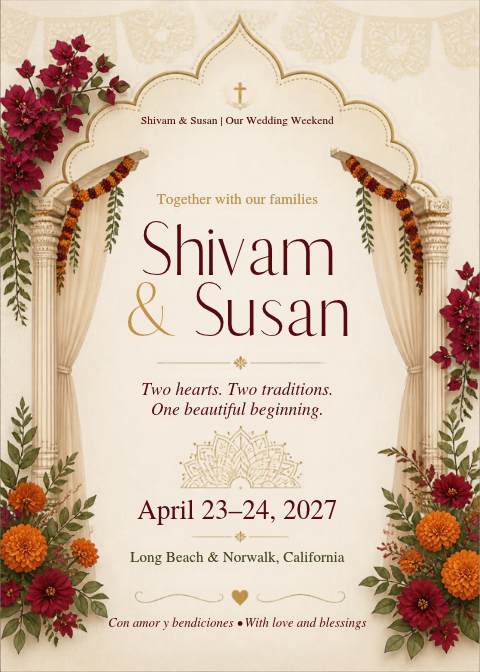 Shivam & Susan | Our Wedding Weekend
Together with our families
Shivam
& Susan
Two hearts. Two traditions.
One beautiful beginning.
April 23–24, 2027
Long Beach & Norwalk, California
Con amor y bendiciones • With love and blessings